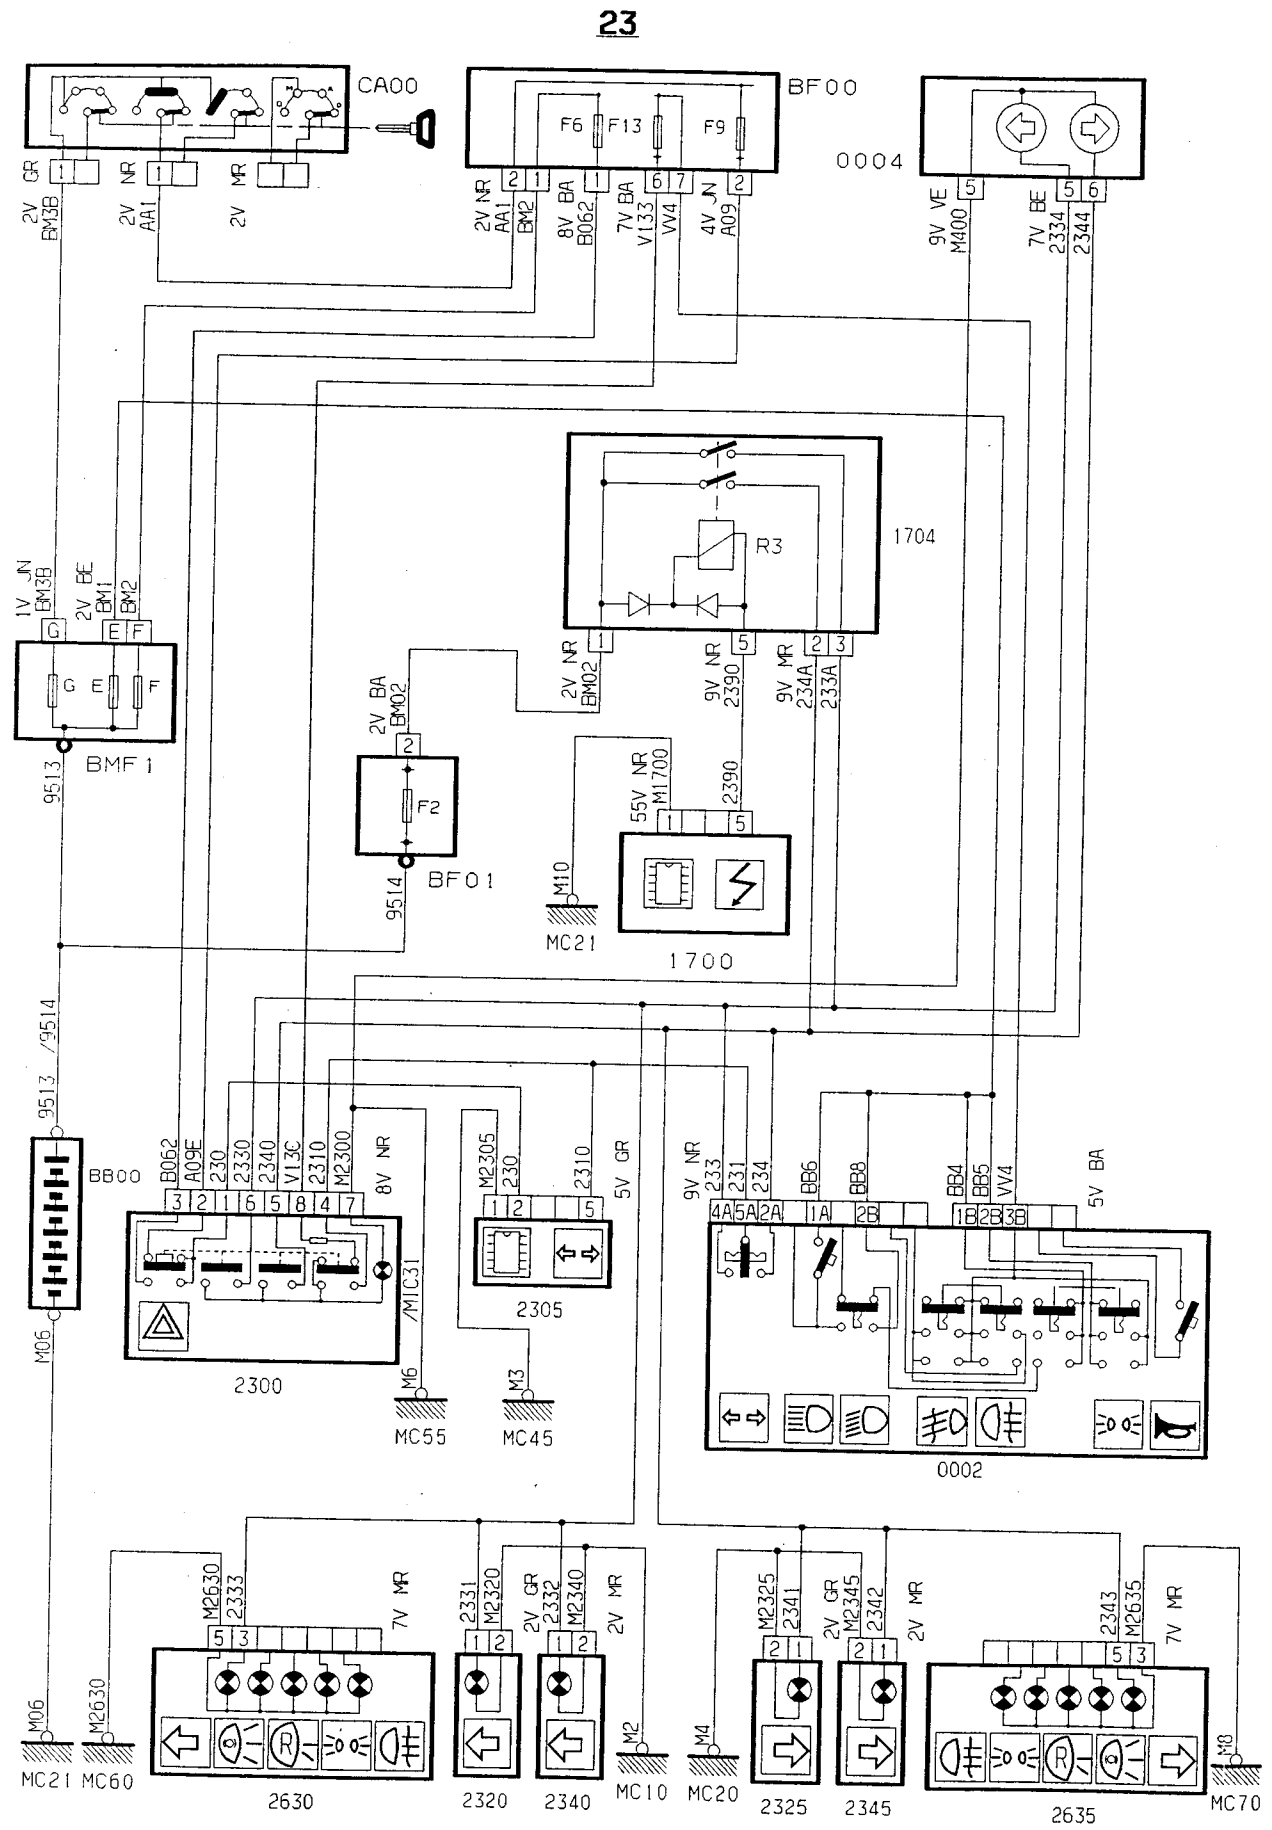 23
CA00
M A
G D
1 1
GR
2V
BM3B
NR
2V
AA1
MR
2V
BF00
F6 F13 F9
2 1 1 6 7 2
2V NR
AA1
BM2
8V BA
B062
7V BA
V133
VV4
4V JN
A09
0004
5 5 6
9V VE
M400
7V BE
2334
2344
1704
R3
1 5 2 3
2V NR
BM02
9V NR
2390
9V MR
234A
233A
1V JN
BM3B
2V BE
BM1
BM2
G E F
G E F
BMF1
9513
2V BA
BM02
2
F2
BF01
9514
55V NR
M1700
2390
1 5
1700
M10
MC21
9513 /9514
BB00
M06
B062
A09E
230
2330
2340
V13C
2310
M2300
8V NR
3 2 1 6 5 8 4 7
2300
/MIC31
M6
MC55
M2305
230
2310
5V GR
1 2 5
2305
M3
MC45
9V NR
233
231
234
BB6
BB8
BB4
BB5
VV4
5V BA
4A 5A 2A 1A 2B 1B 2B 3B
0002
M2630
2333
7V MR
5 3
R
2630
M06
MC21
M2630
MC60
2331
M2320
2V GR
1 2
2320
2332
M2340
2V MR
1 2
2340
M2
MC10
M4
MC20
M2325
2341
2V GR
2 1
2325
M2345
2342
2V MR
2 1
2345
2343
M2635
7V MR
5 3
R
2635
M8
MC70